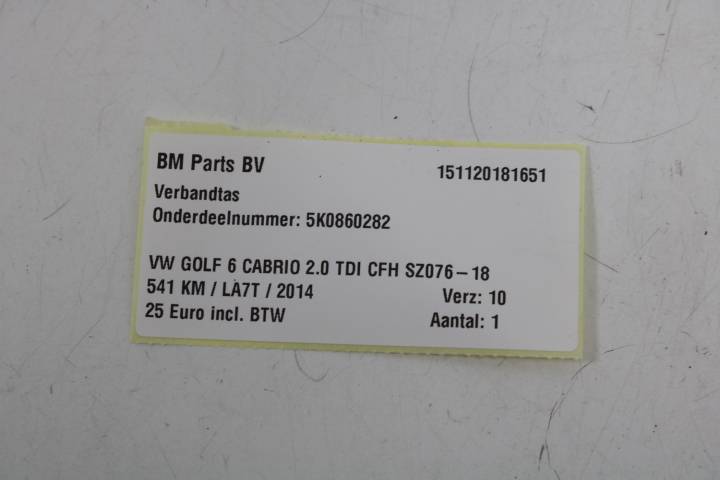 BM Parts BV 151120181651
Verbandtas
Onderdeelnummer: 5K0860282
VW GOLF 6 CABRIO 2.0 TDI CFH SZ076-18
541 KM / LA7T / 2014 Verz: 10
25 Euro incl. BTW Aantal: 1